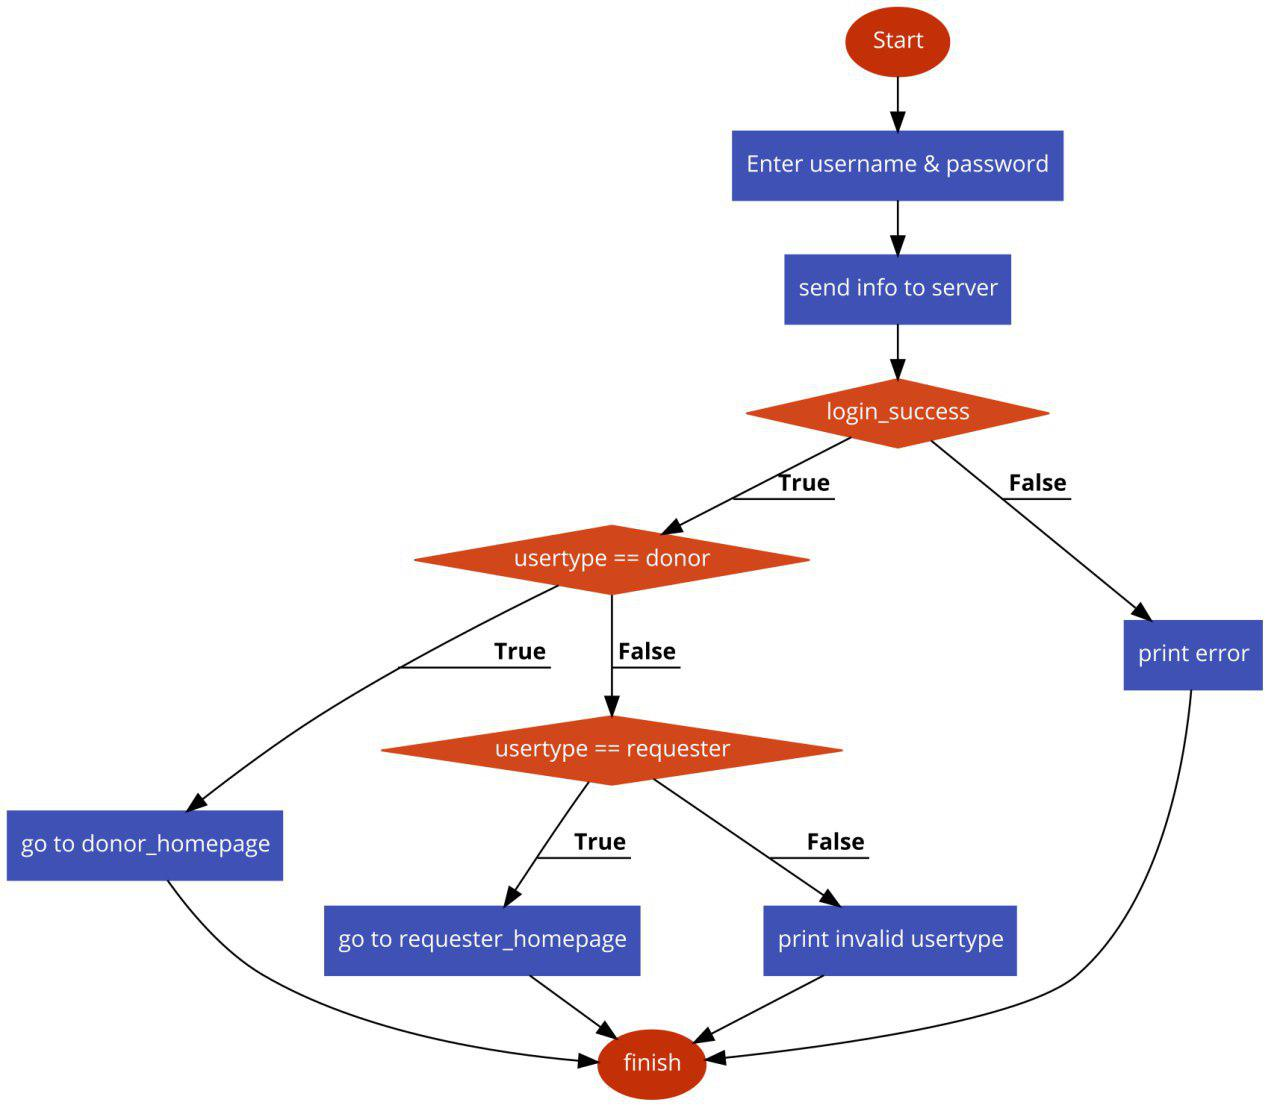 Start
Enter username & password
send info to server
login_success
True
False
usertype == donor
True
False
print error
usertype == requester
go to donor_homepage
True
False
go to requester_homepage
print invalid usertype
finish